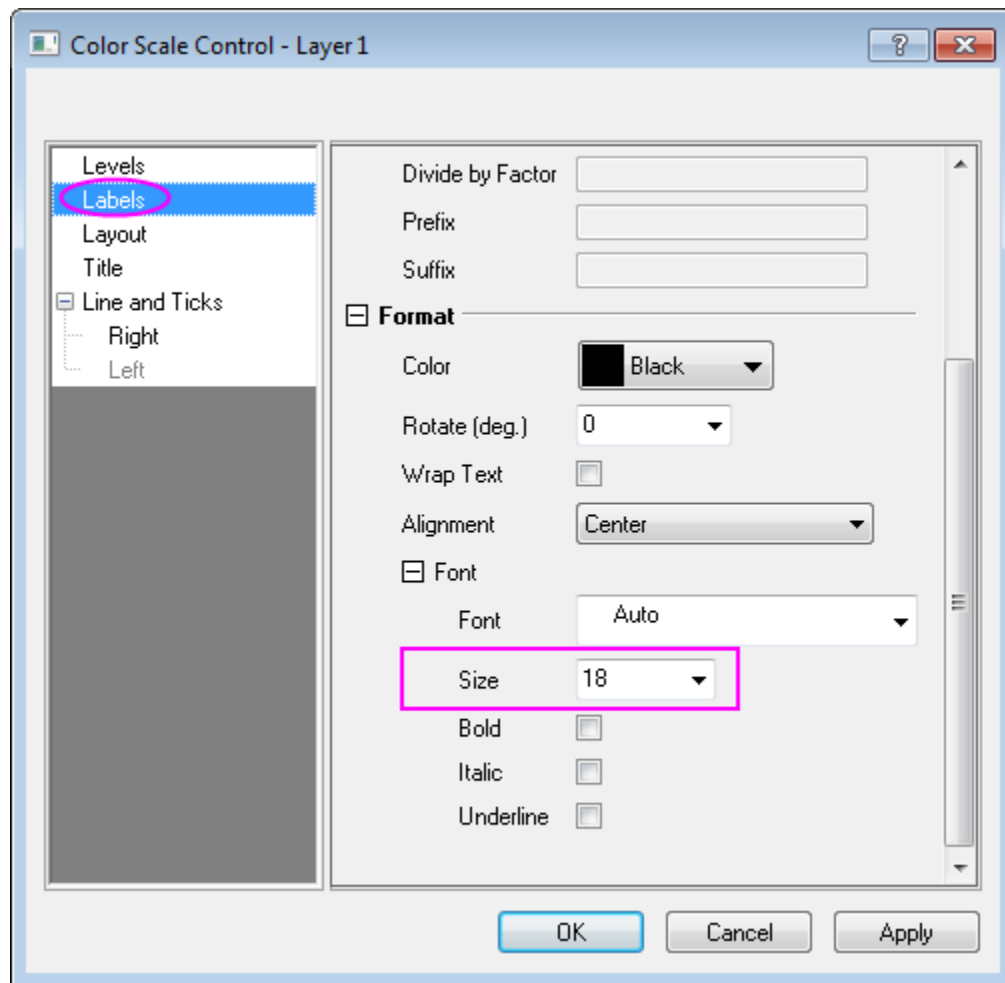 Color Scale Control - Layer 1
?
Levels
Labels
Layout
Title
Line and Ticks
Right
Left
Divide by Factor
Prefix
Suffix
Format
Color Black
Rotate (deg.) 0
Wrap Text
Alignment Center
Font
Font Auto
Size 18
Bold
Italic
Underline
OK Cancel Apply